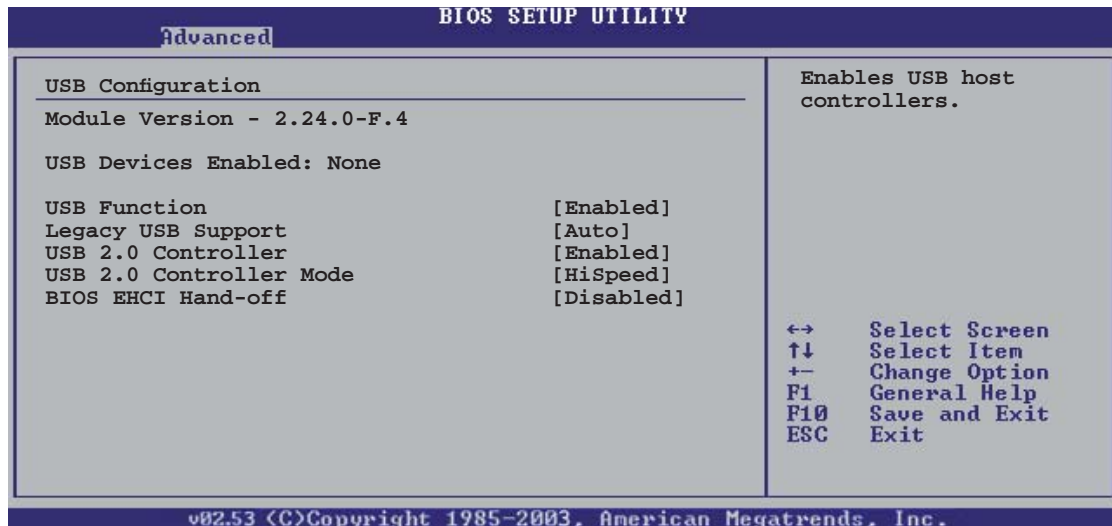 BIOS SETUP UTILITY
Advanced
USB Configuration
Module Version - 2.24.0-F.4
USB Devices Enabled: None
USB Function [Enabled]
Legacy USB Support [Auto]
USB 2.0 Controller [Enabled]
USB 2.0 Controller Mode [HiSpeed]
BIOS EHCI Hand-off [Disabled]
Enables USB host
controllers.
←→ Select Screen
↑↓ Select Item
+- Change Option
F1 General Help
F10 Save and Exit
ESC Exit
v02.53 (C)Copyright 1985-2003, American Megatrends, Inc.